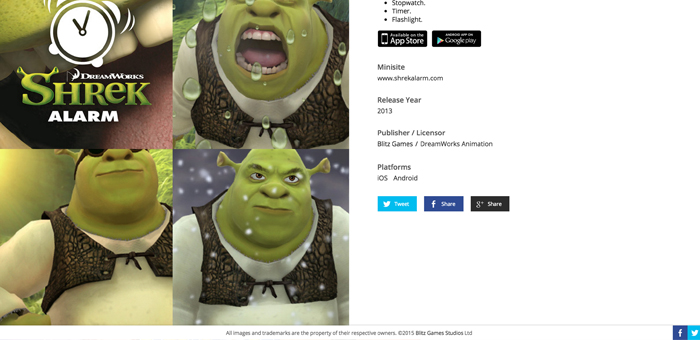 DREAMWORKS
SHREK
ALARM
Stopwatch.
Timer.
Flashlight.
Available on the
App Store
ANDROID APP ON
Google play
Minisite
www.shrekalarm.com
Release Year
2013
Publisher / Licensor
Blitz Games / DreamWorks Animation
Platforms
iOS Android
Tweet
f Share
g+ Share
All images and trademarks are the property of their respective owners. ©2015 Blitz Games Studios Ltd
f